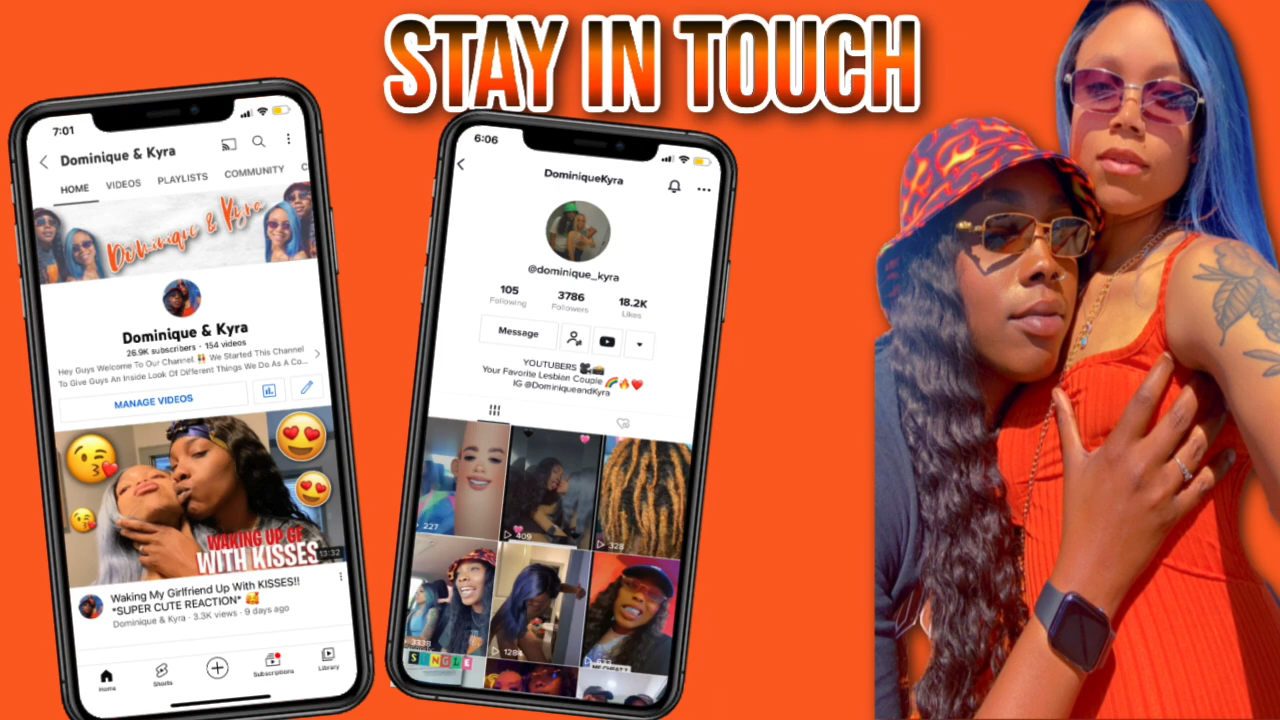 STAY IN TOUCH
7:01
Dominique & Kyra
HOME VIDEOS PLAYLISTS COMMUNITY C
Dominique & Kyra
Dominique & Kyra
26.9K subscribers · 154 videos
Hey Guys Welcome To Our Channel 👭 We Started This Channel
To Give Guys An Inside Look Of Different Things We Do As A Co...
MANAGE VIDEOS
WAKING UP GF
WITH KISSES
13:32
Waking My Girlfriend Up With KISSES!!
*SUPER CUTE REACTION* 🥰
Dominique & Kyra · 3.3K views · 9 days ago
Home Shorts Subscriptions Library
6:06
DominiqueKyra
@dominique_kyra
105 3786 18.2K
Following Followers Likes
Message
YOUTUBERS 🎥📸
Your Favorite Lesbian Couple 🌈🔥❤️
IG @DominiqueandKyra
227 409 328
3338 1284 633
SINGLE